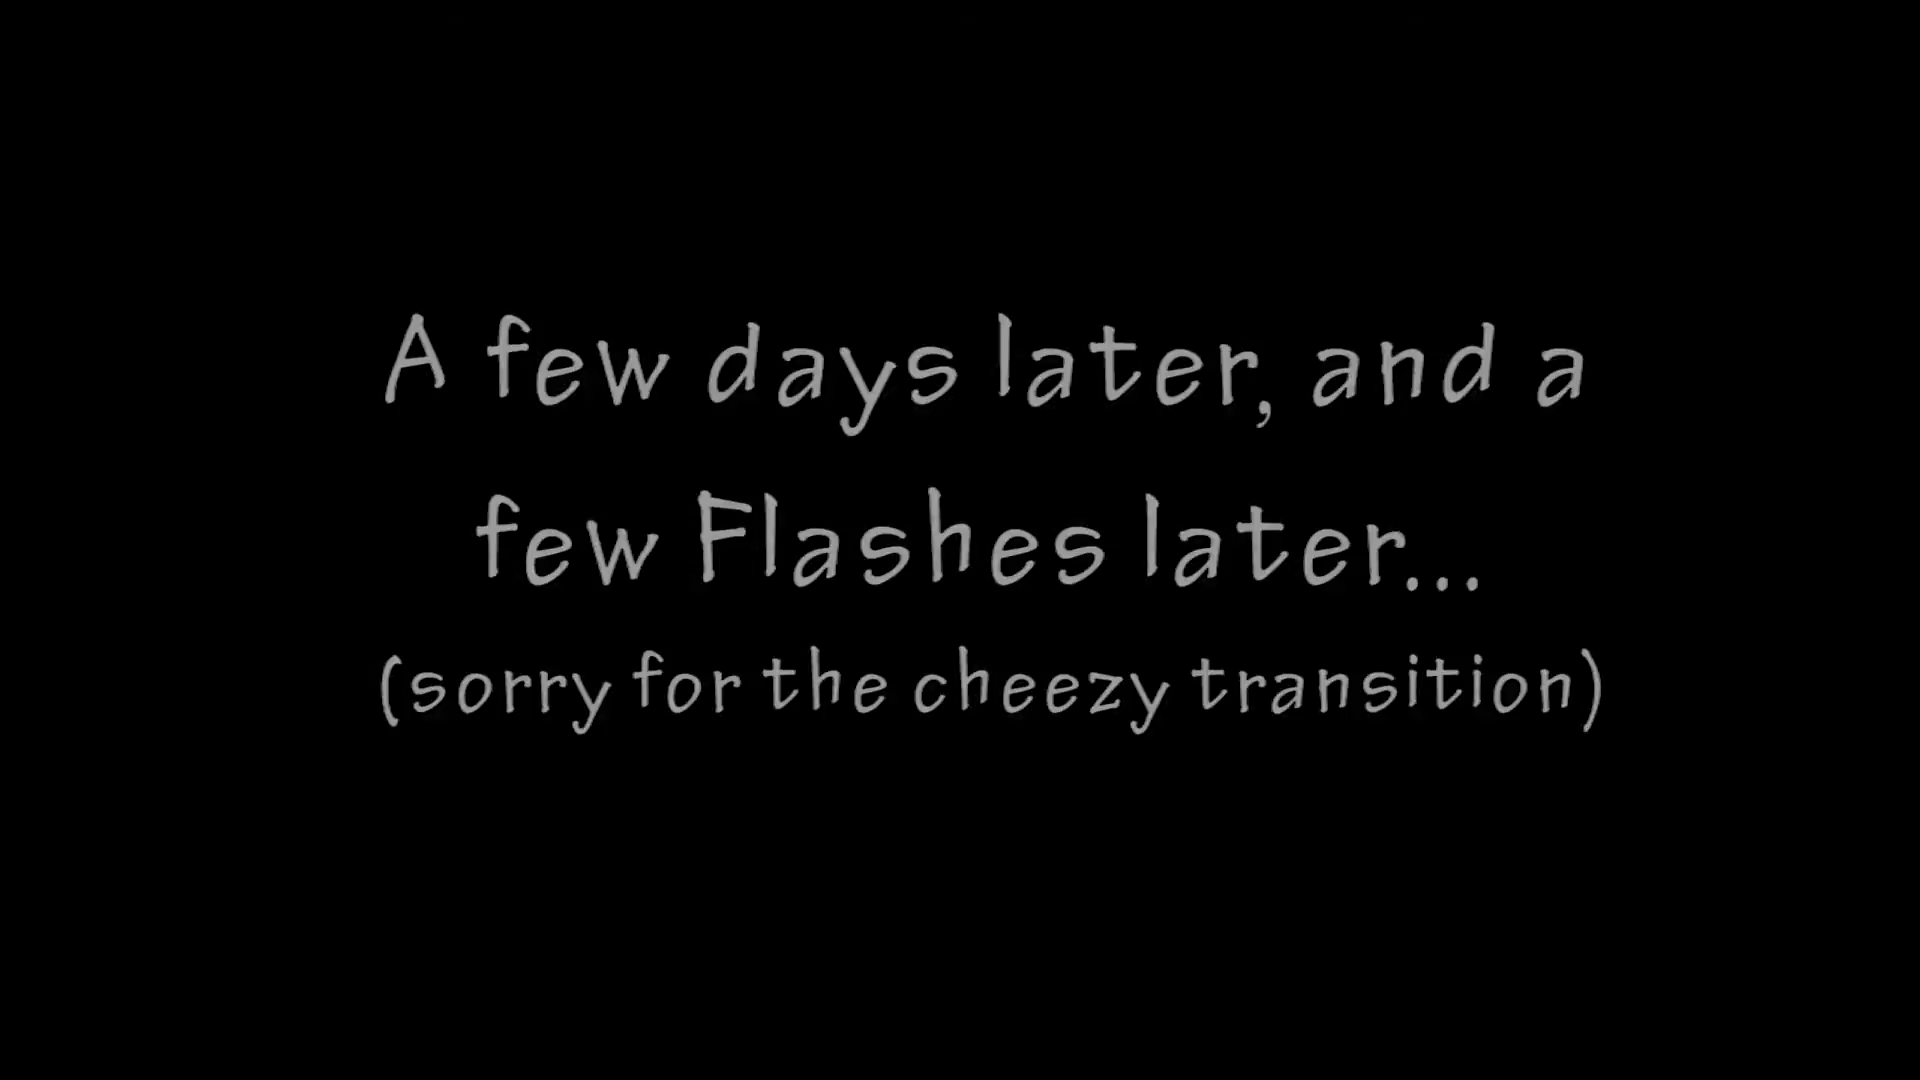 A few days later, and a
few Flashes later...
(sorry for the cheezy transition)